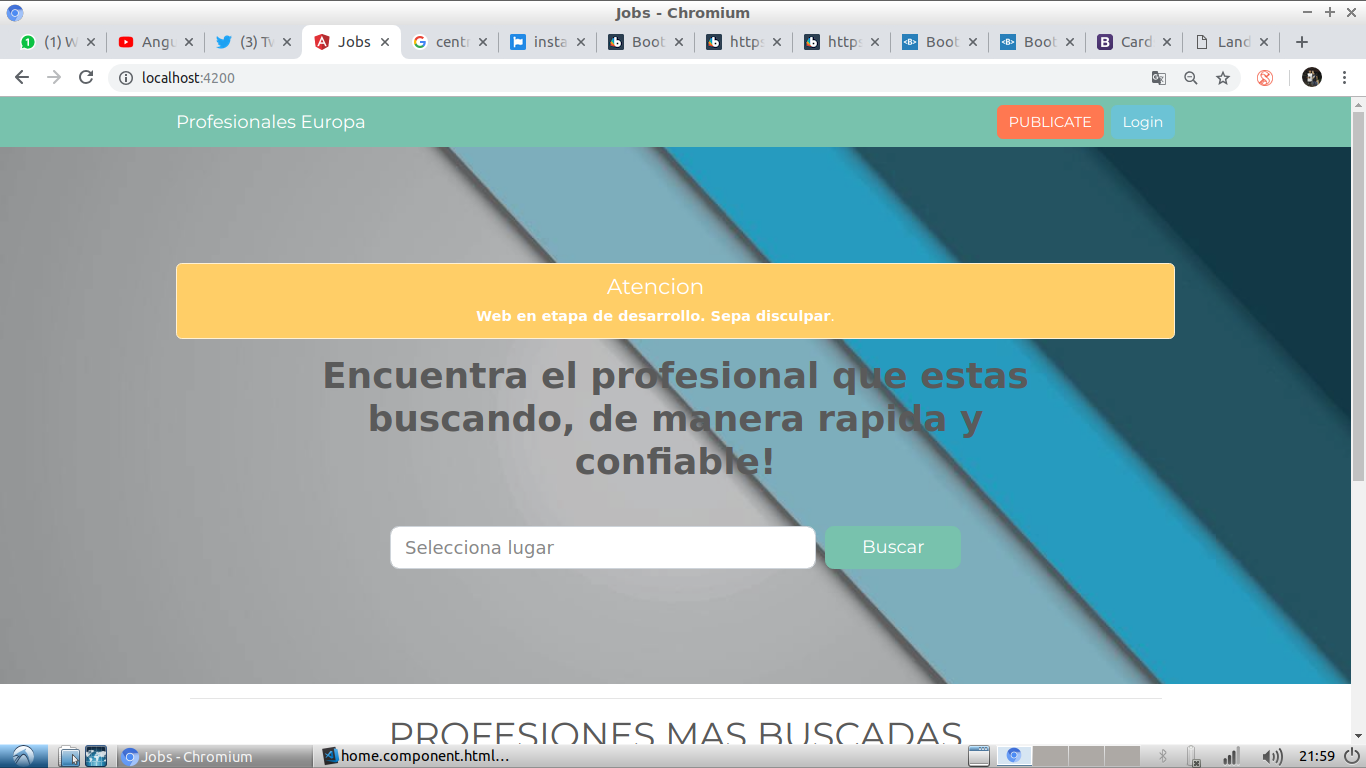 Jobs - Chromium
(1) W
Angu
(3) Tw
Jobs
centr
insta
Boot
https
https
Boot
Boot
Card
Land
localhost:4200
Profesionales Europa
PUBLICATE
Login
Atencion
Web en etapa de desarrollo. Sepa disculpar.
Encuentra el profesional que estas
buscando, de manera rapida y
confiable!
Selecciona lugar
Buscar
PROFESIONES MAS BUSCADAS
Jobs - Chromium
home.component.html...
21:59